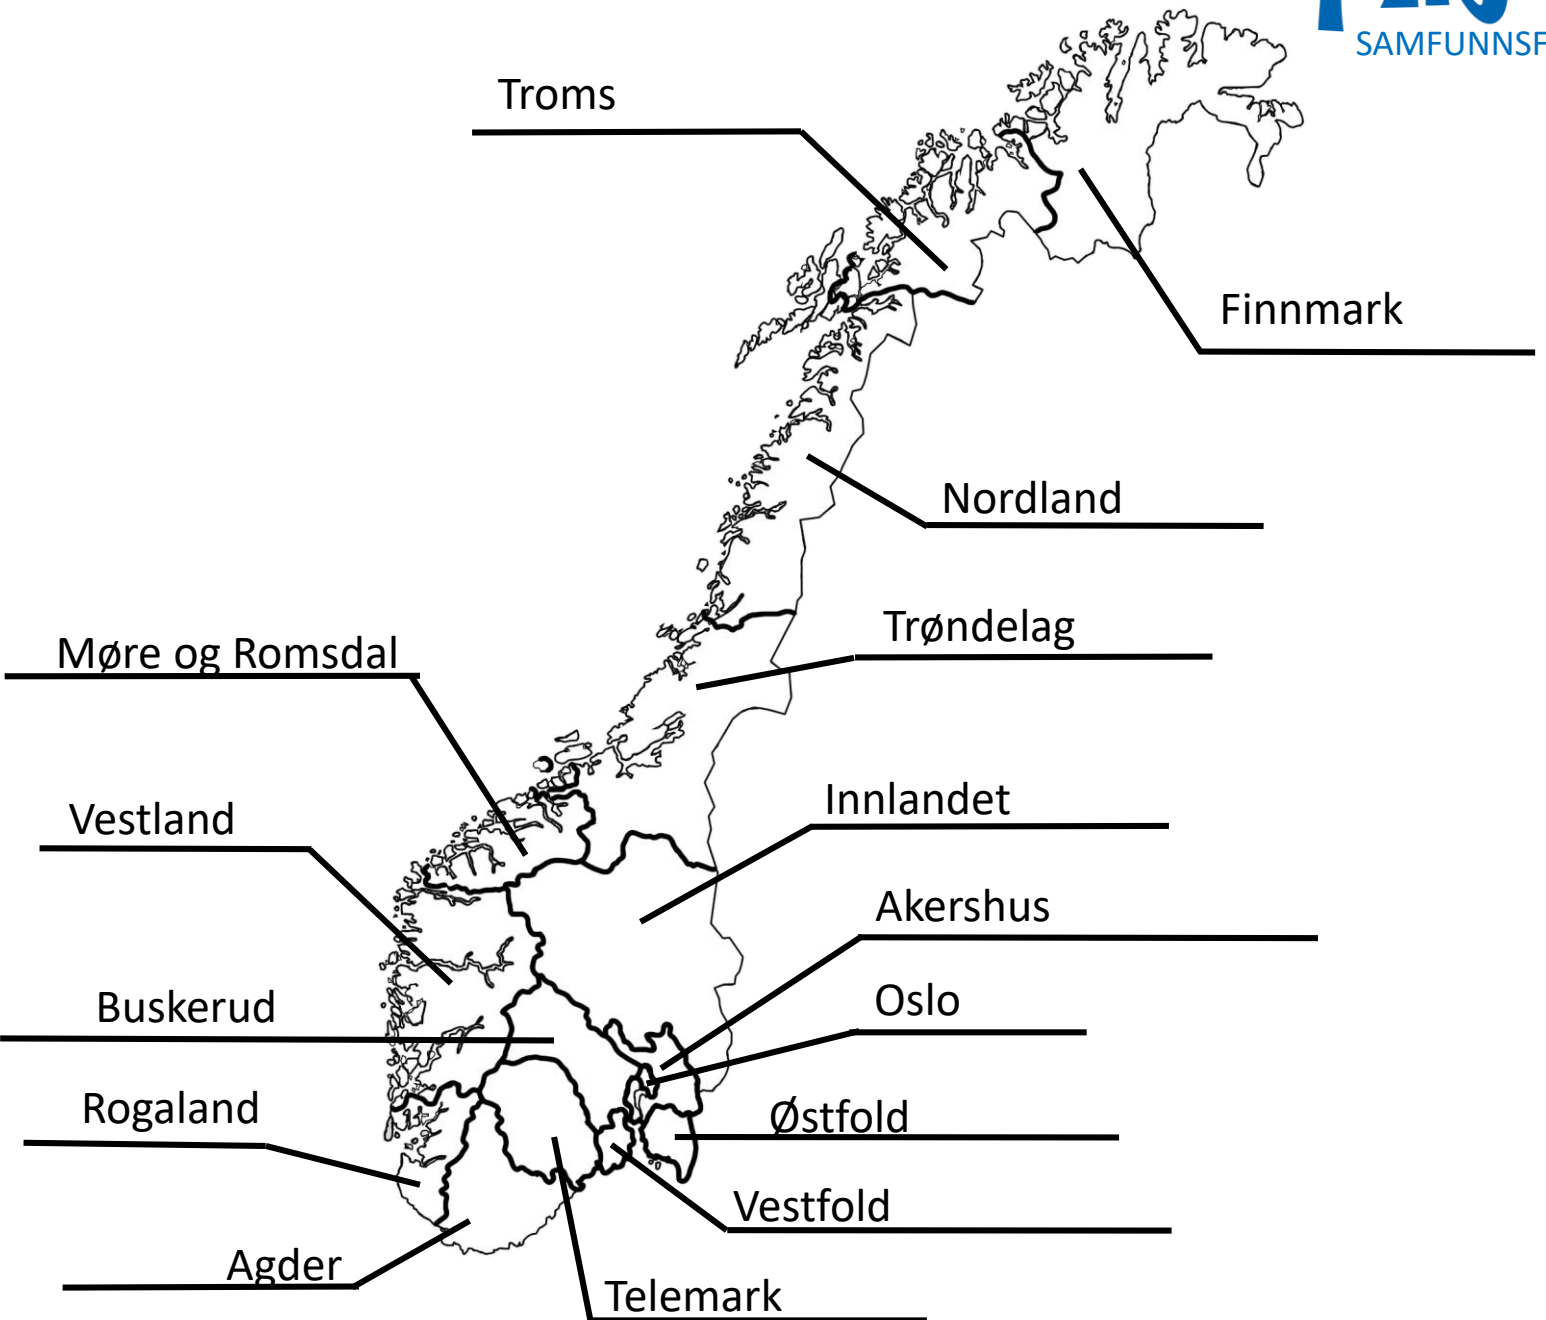 SAMFUNNSF
Troms
Finnmark
Nordland
Trøndelag
Møre og Romsdal
Innlandet
Vestland
Akershus
Oslo
Buskerud
Rogaland
Østfold
Vestfold
Agder
Telemark